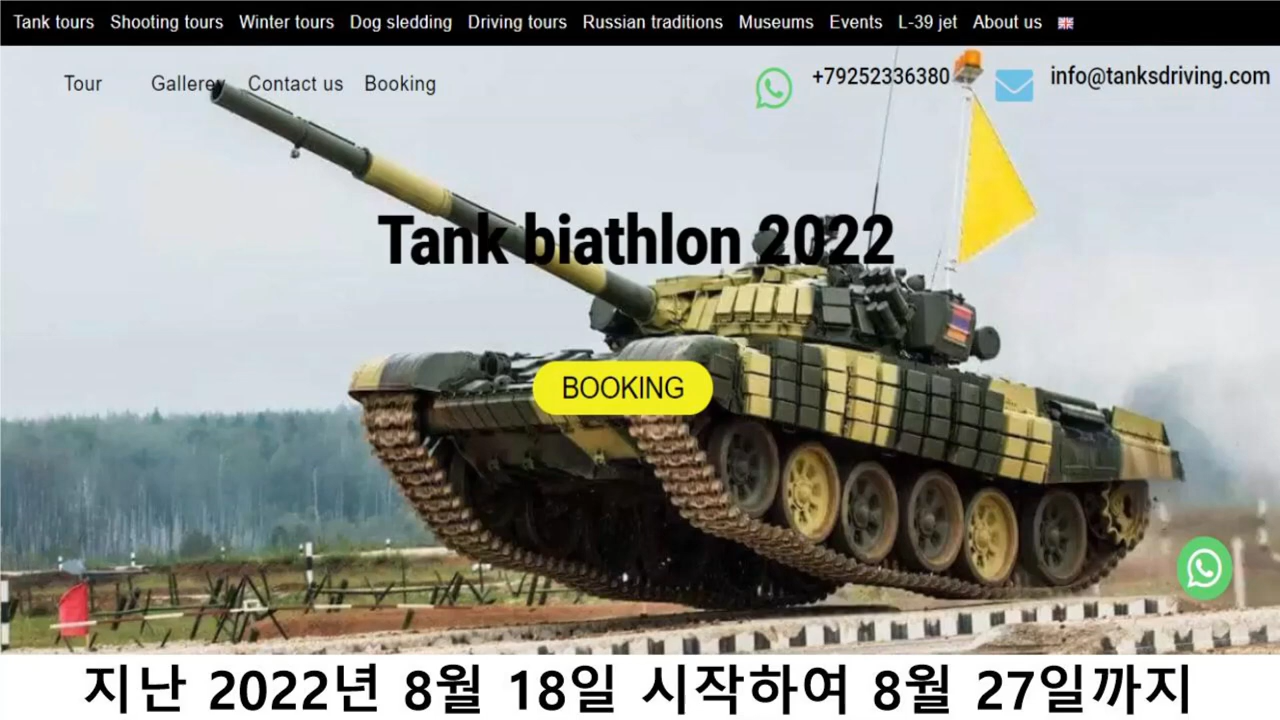 Tank tours Shooting tours Winter tours Dog sledding Driving tours Russian traditions Museums Events L-39 jet About us
Tour Gallerey Contact us Booking +79252336380 info@tanksdriving.com
Tank biathlon 2022
BOOKING
지난 2022년 8월 18일 시작하여 8월 27일까지